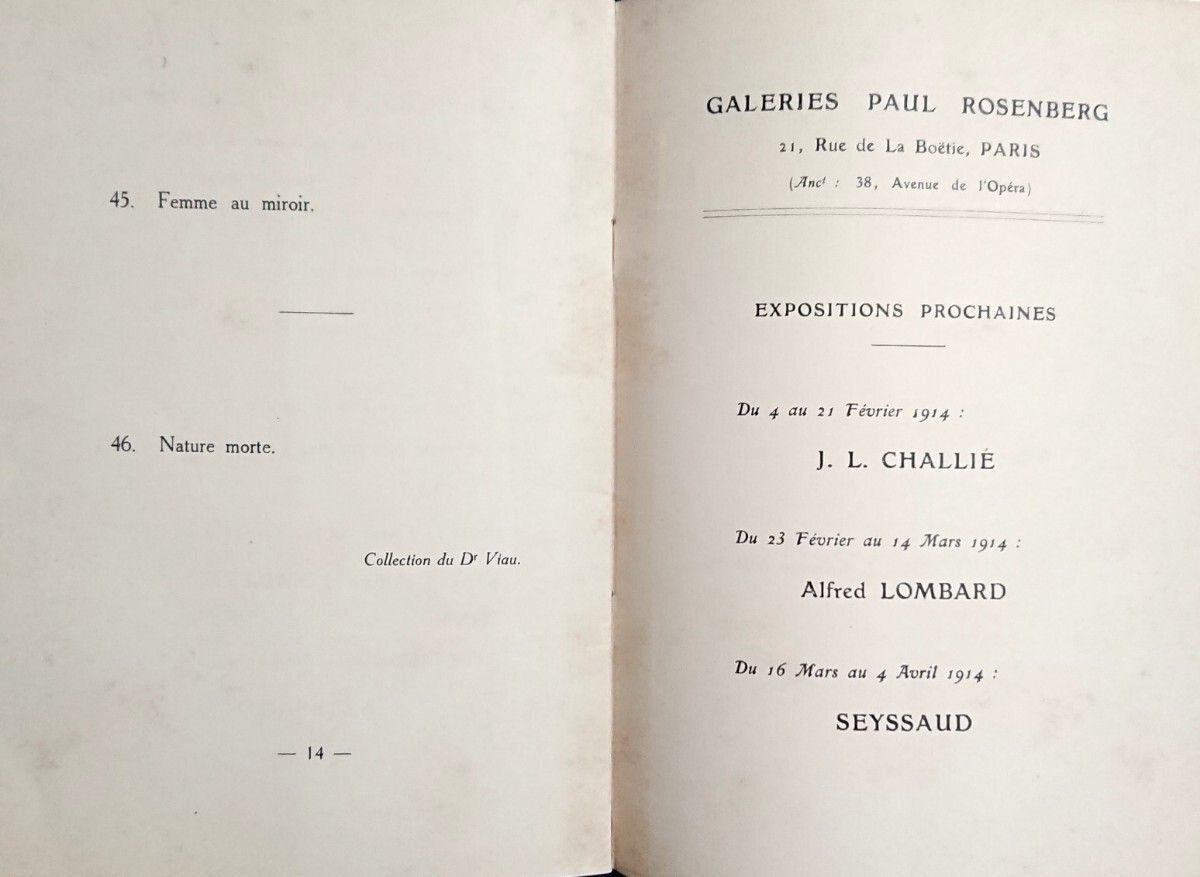 45. Femme au miroir.
46. Nature morte.
Collection du Dr Viau.
— 14 —
GALERIES PAUL ROSENBERG
21, Rue de La Boëtie, PARIS
(Anct : 38, Avenue de l'Opéra)
EXPOSITIONS PROCHAINES
Du 4 au 21 Février 1914 :
J. L. CHALLIÉ
Du 23 Février au 14 Mars 1914 :
Alfred LOMBARD
Du 16 Mars au 4 Avril 1914 :
SEYSSAUD